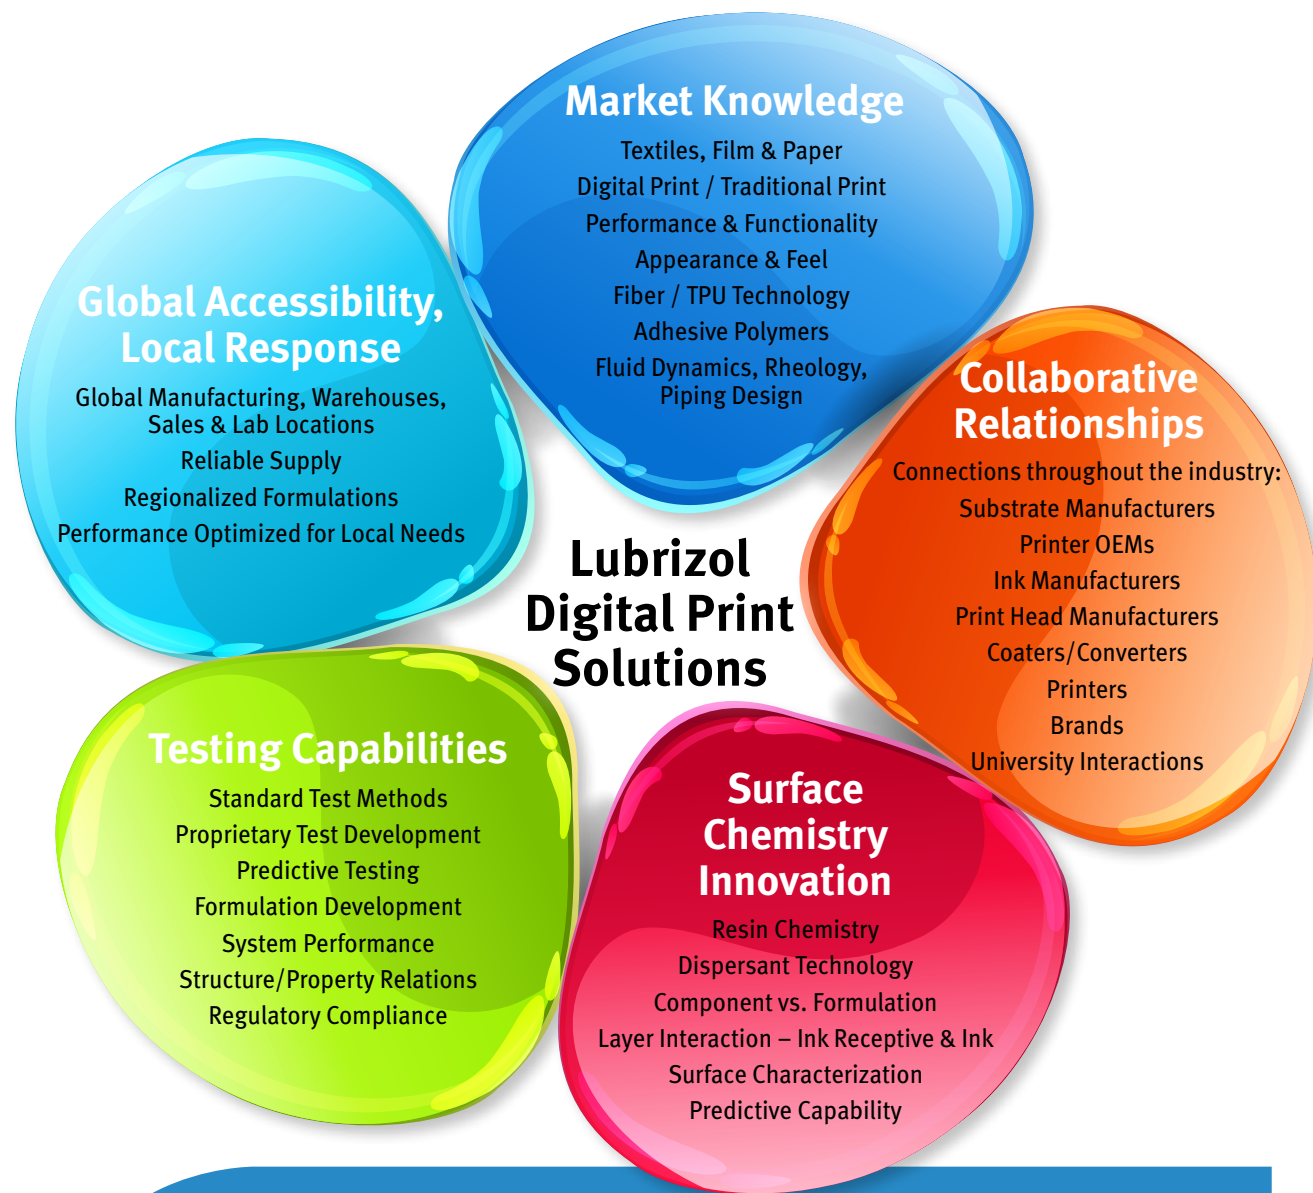 Market Knowledge
Textiles, Film & Paper
Digital Print / Traditional Print
Performance & Functionality
Appearance & Feel
Fiber / TPU Technology
Adhesive Polymers
Fluid Dynamics, Rheology,
Piping Design
Global Accessibility,
Local Response
Global Manufacturing, Warehouses,
Sales & Lab Locations
Reliable Supply
Regionalized Formulations
Performance Optimized for Local Needs
Collaborative
Relationships
Connections throughout the industry:
Substrate Manufacturers
Printer OEMs
Ink Manufacturers
Print Head Manufacturers
Coaters/Converters
Printers
Brands
University Interactions
Lubrizol
Digital Print
Solutions
Testing Capabilities
Standard Test Methods
Proprietary Test Development
Predictive Testing
Formulation Development
System Performance
Structure/Property Relations
Regulatory Compliance
Surface
Chemistry
Innovation
Resin Chemistry
Dispersant Technology
Component vs. Formulation
Layer Interaction – Ink Receptive & Ink
Surface Characterization
Predictive Capability